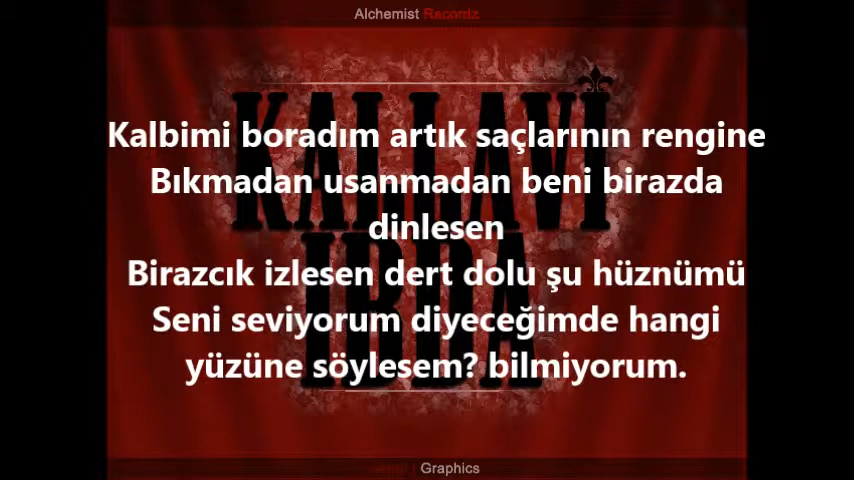 Alchemist Recordz
KALLAVİ
Kalbimi boradım artık saçlarının rengine
Bıkmadan usanmadan beni birazda
dinlesen
IBDA
Birazcık izlesen dert dolu şu hüznümü
Seni seviyorum diyeceğimde hangi
yüzüne söylesem? bilmiyorum.
Graphics